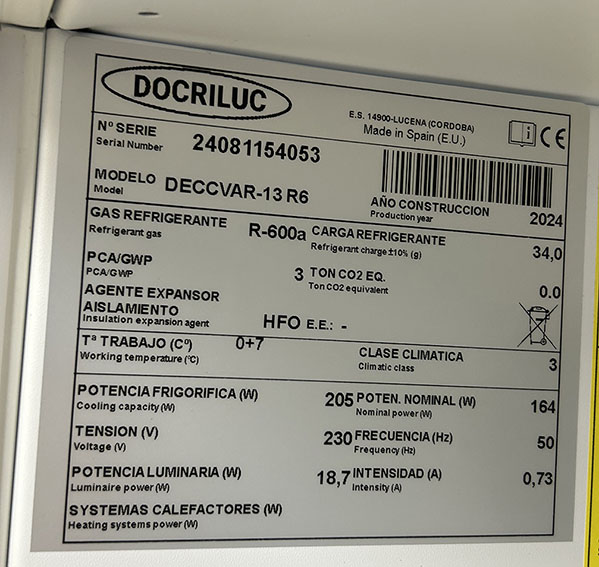 DOCRILUC
E.S. 14900-LUCENA (CORDOBA)
Made in Spain (E.U.)
i CE
Nº SERIE
Serial Number
24081154053
MODELO DECCVAR-13 R6
Model
AÑO CONSTRUCCION 2024
Production year
GAS REFRIGERANTE R-600a CARGA REFRIGERANTE 34,0
Refrigerant gas Refrigerant charge ±10% (g)
PCA/GWP 3 TON CO2 EQ. 0.0
PCA/GWP Ton CO2 equivalent
AGENTE EXPANSOR
AISLAMIENTO HFO E.E.: -
Insulation expansion agent
Tª TRABAJO (Cº) 0+7 CLASE CLIMATICA 3
Working temperature (ºC) Climatic class
POTENCIA FRIGORIFICA (W) 205 POTEN. NOMINAL (W) 164
Cooling capacity (W) Nominal power (W)
TENSION (V) 230 FRECUENCIA (Hz) 50
Voltage (V) Frequency (Hz)
POTENCIA LUMINARIA (W) 18,7 INTENSIDAD (A) 0,73
Luminaire power (W) Intensity (A)
SYSTEMAS CALEFACTORES (W)
Heating systems power (W)